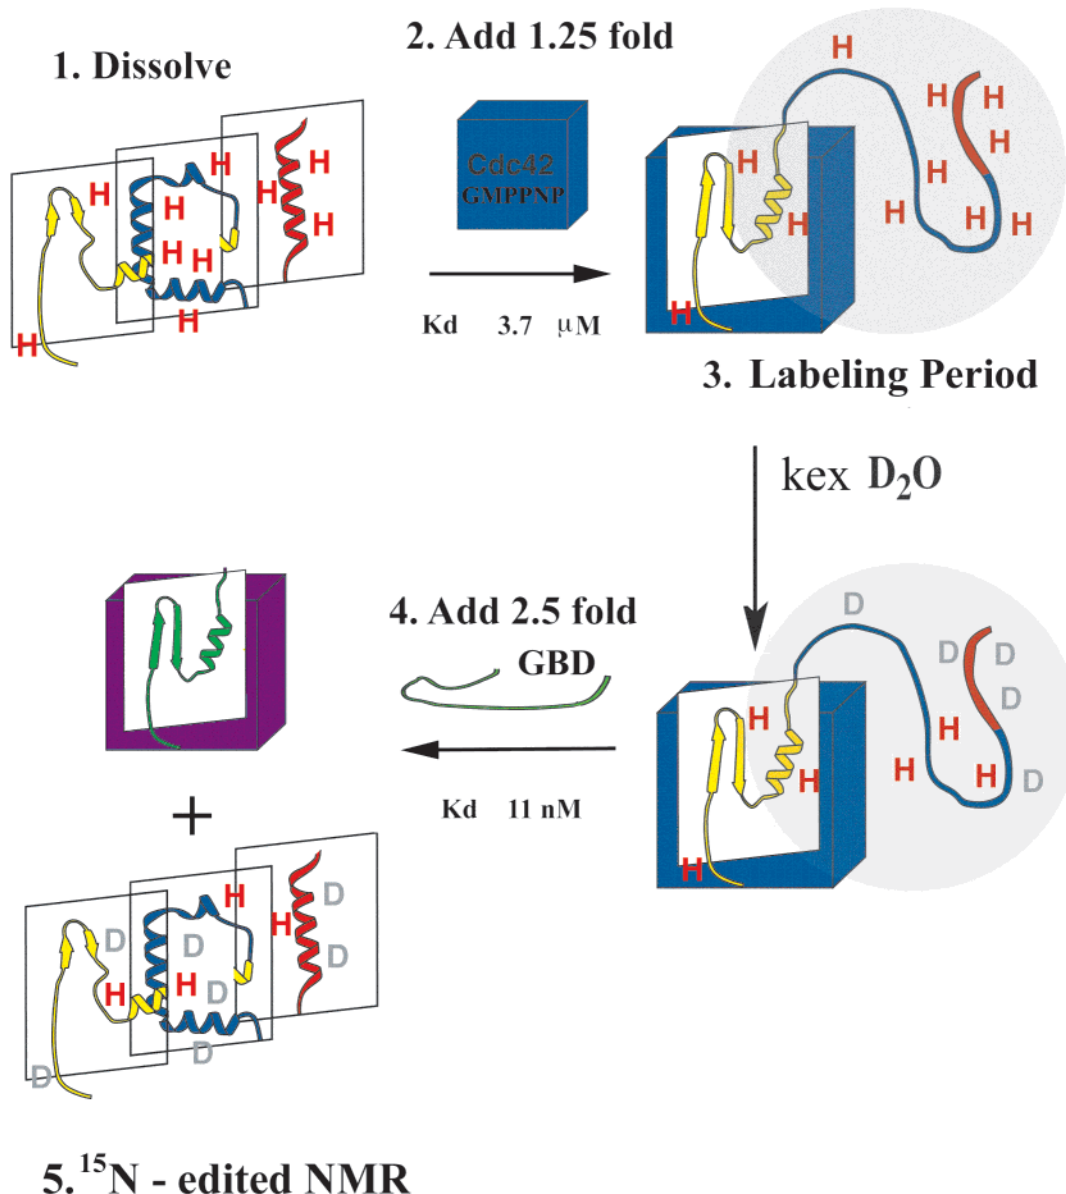 1. Dissolve
H
H
H
H
H
H
H
H
H
H
2. Add 1.25 fold
Cdc42
GMPPNP
Kd 3.7 μM
H
H
H
H
H
H
H
H
H
H
H
3. Labeling Period
kex D₂O
D
D
D
D
H
H
H
H
H
D
H
4. Add 2.5 fold
GBD
Kd 11 nM
+
H
D
H
D
D
H
D
H
D
D
D
5. ¹⁵N - edited NMR